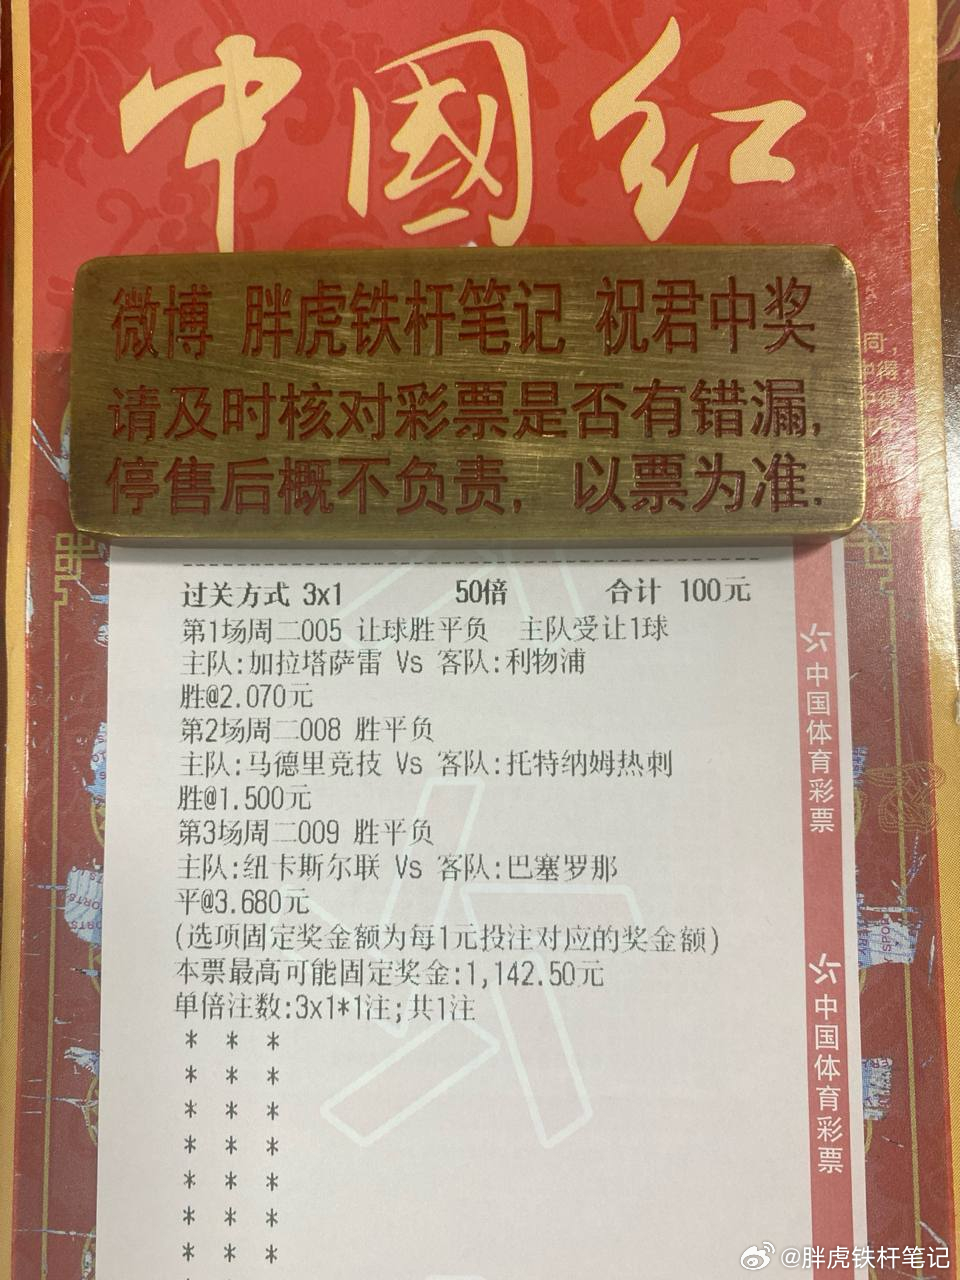 中國红
微博 胖虎铁杆笔记 祝君中奖
请及时核对彩票是否有错漏,
停售后概不负责, 以票为准.
同,
过关方式 3x1 50倍 合计 100元
第1场周二005 让球胜平负 主队受让1球
主队:加拉塔萨雷 Vs 客队:利物浦
胜@2.070元
第2场周二008 胜平负
主队:马德里竞技 Vs 客队:托特纳姆热刺
胜@1.500元
第3场周二009 胜平负
主队:纽卡斯尔联 Vs 客队:巴塞罗那
平@3.680元
(选项固定奖金额为每1元投注对应的奖金额)
本票最高可能固定奖金:1,142.50元
单倍注数:3x1*1注;共1注
* * *
* * *
* * *
* * *
* * *
* * *
* * *
中国体育彩票
中国体育彩票
@胖虎铁杆笔记